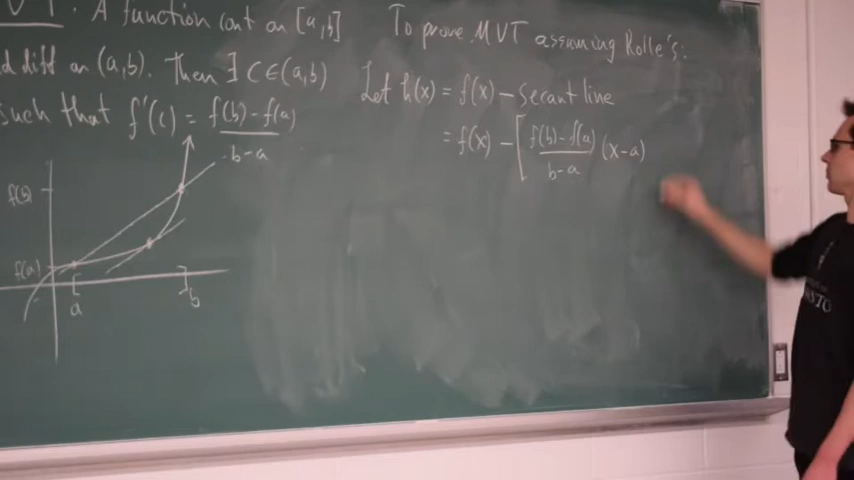 MVT: A function cont on [a,b]
and diff on (a,b). Then ∃ C∈(a,b)
such that f'(c) = f(b)-f(a)
b-a
f(b)
f(a)
a
b
To prove MVT assuming Rolle's:
Let h(x) = f(x) - secant line
= f(x) - [ f(b)-f(a) (x-a)
b-a